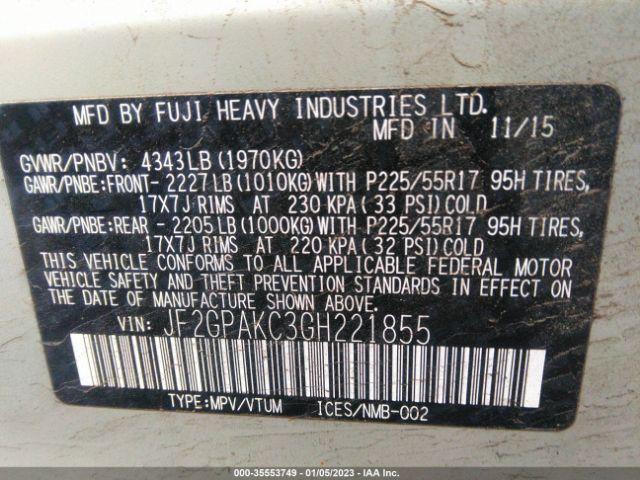 MFD BY FUJI HEAVY INDUSTRIES LTD.
MFD IN 11/15
GVWR/PNBV: 4343LB (1970KG)
GAWR/PNBE:FRONT- 2227LB (1010KG)WITH P225/55R17 95H TIRES,
17X7J RIMS AT 230 KPA (33 PSI)COLD
GAWR/PNBE:REAR - 2205LB (1000KG)WITH P225/55R17 95H TIRES,
17X7J RIMS AT 220 KPA (32 PSI)COLD
THIS VEHICLE CONFORMS TO ALL APPLICABLE FEDERAL MOTOR
VEHICLE SAFETY AND THEFT PREVENTION STANDARDS IN EFFECT ON
THE DATE OF MANUFACTURE SHOWN ABOVE.
VIN: JF2GPAKC3GH221855
TYPE:MPV/VTUM ICES/NMB-002
000-35553749 - 01/05/2023 - IAA Inc.